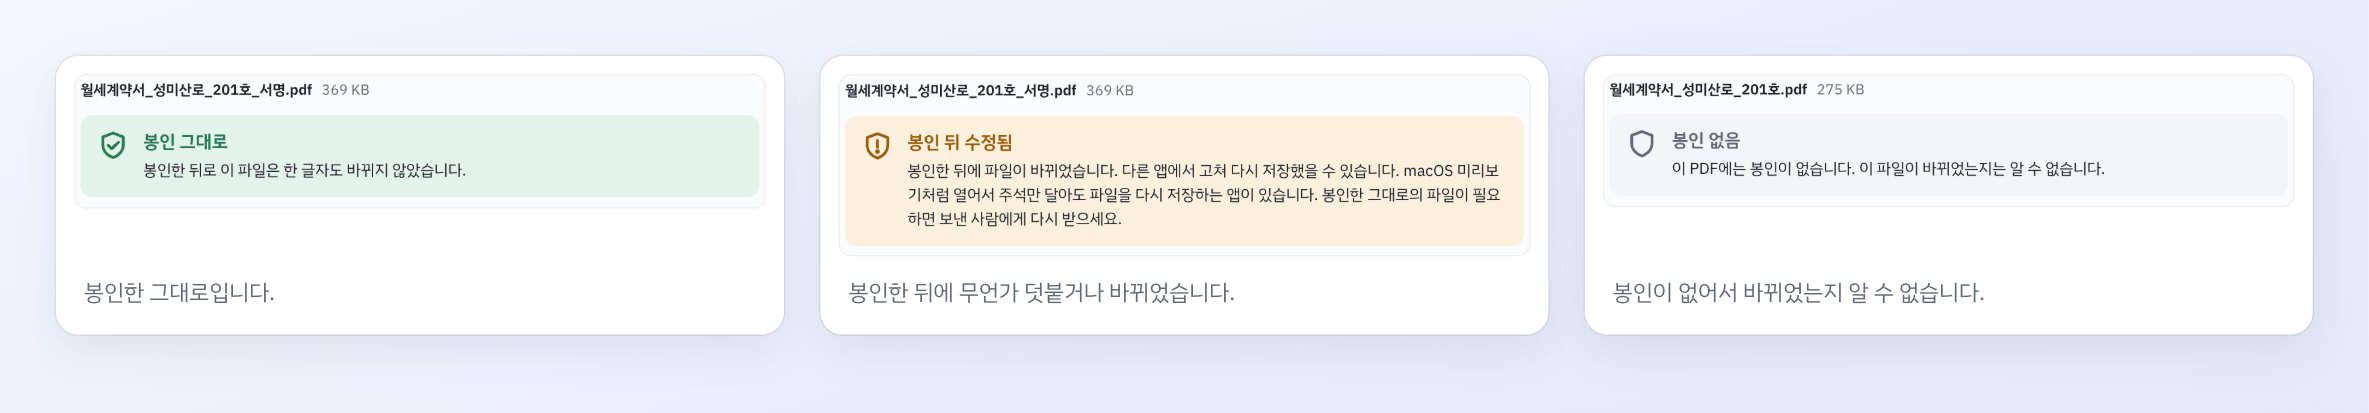 월세계약서_성미산로_201호_서명.pdf 369 KB
봉인 그대로
봉인한 뒤로 이 파일은 한 글자도 바뀌지 않았습니다.
봉인한 그대로입니다.
월세계약서_성미산로_201호_서명.pdf 369 KB
봉인 뒤 수정됨
봉인한 뒤에 파일이 바뀌었습니다. 다른 앱에서 고쳐 다시 저장했을 수 있습니다. macOS 미리보
기처럼 열어서 주석만 달아도 파일을 다시 저장하는 앱이 있습니다. 봉인한 그대로의 파일이 필요
하면 보낸 사람에게 다시 받으세요.
봉인한 뒤에 무언가 덧붙거나 바뀌었습니다.
월세계약서_성미산로_201호.pdf 275 KB
봉인 없음
이 PDF에는 봉인이 없습니다. 이 파일이 바뀌었는지는 알 수 없습니다.
봉인이 없어서 바뀌었는지 알 수 없습니다.